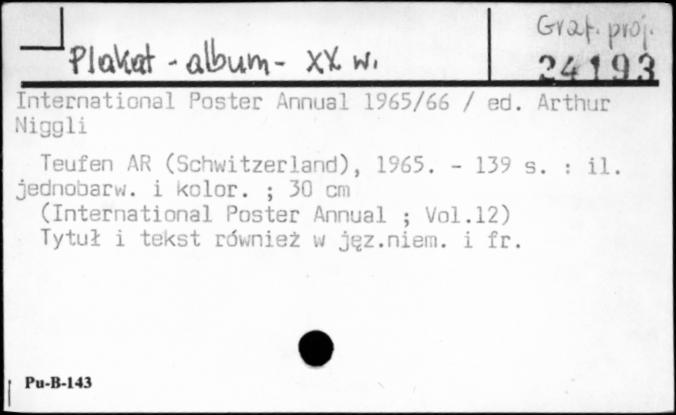 Graf. proj.
Plakat - album - XX w.
24193
International Poster Annual 1965/66 / ed. Arthur
Niggli
Teufen AR (Schwitzerland), 1965. - 139 s. : il.
jednobarw. i kolor. ; 30 cm
(International Poster Annual ; Vol.12)
Tytuł i tekst również w jęz.niem. i fr.
Pu-B-143